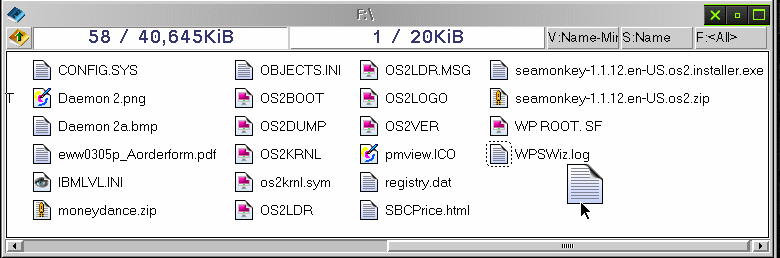 F:\
58 / 40,645KiB
1 / 20KiB
V:Name-Min
S:Name
F:<All>
CONFIG.SYS
OBJECTS.INI
OS2LDR.MSG
seamonkey-1.1.12.en-US.os2.installer.exe
T
Daemon 2.png
OS2BOOT
OS2LOGO
seamonkey-1.1.12.en-US.os2.zip
Daemon 2a.bmp
OS2DUMP
OS2VER
WP ROOT. SF
eww0305p_Aorderform.pdf
OS2KRNL
pmview.ICO
WPSWiz.log
IBMLVL.INI
os2krnl.sym
registry.dat
moneydance.zip
OS2LDR
SBCPrice.html